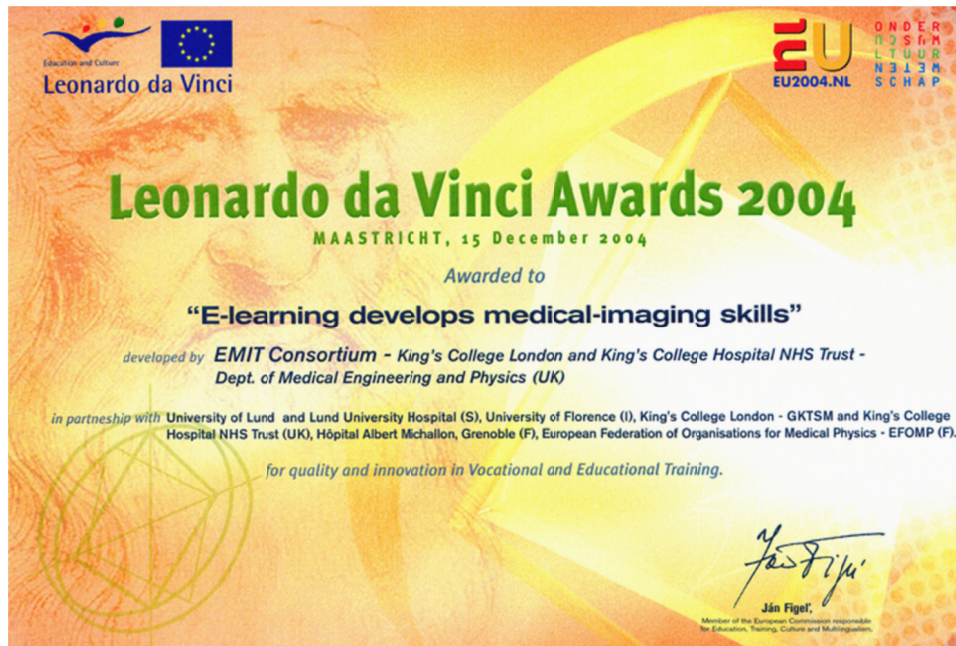 Education and Culture
Leonardo da Vinci
EU
EU2004.NL
ONDER
CULTUUR
SCHAP
Leonardo da Vinci Awards 2004
MAASTRICHT, 15 December 2004
Awarded to
“E-learning develops medical-imaging skills”
developed by EMIT Consortium - King's College London and King's College Hospital NHS Trust -
Dept. of Medical Engineering and Physics (UK)
in partneship with University of Lund and Lund University Hospital (S), University of Florence (I), King's College London - GKTSM and King's College
Hospital NHS Trust (UK), Hôpital Albert Mchallon, Grenoble (F), European Federation of Organisations for Medical Physics - EFOMP (F).
for quality and innovation in Vocational and Educational Training.
Ján Figeľ,
Member of the European Commission responsible
for Education, Training, Culture and Multilingualism.